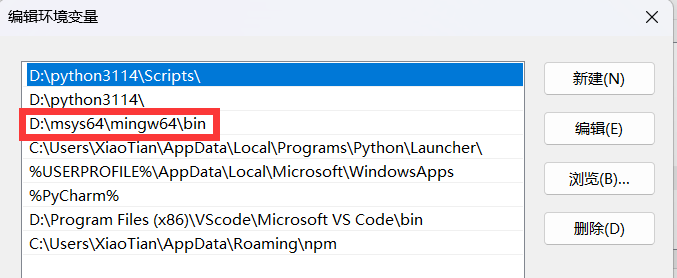 编辑环境变量
D:\python3114\Scripts\
D:\python3114\
D:\msys64\mingw64\bin
C:\Users\XiaoTian\AppData\Local\Programs\Python\Launcher\
%USERPROFILE%\AppData\Local\Microsoft\WindowsApps
%PyCharm%
D:\Program Files (x86)\VScode\Microsoft VS Code\bin
C:\Users\XiaoTian\AppData\Roaming\npm
新建(N)
编辑(E)
浏览(B)...
删除(D)